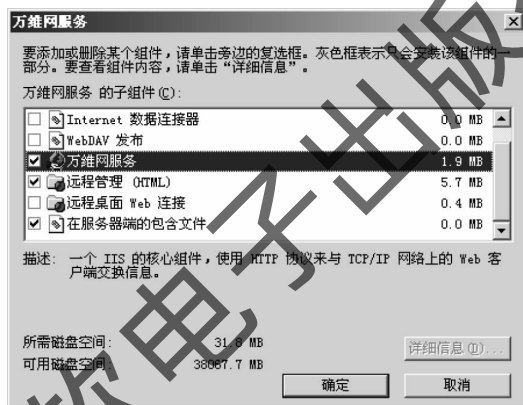 万维网服务
要添加或删除某个组件，请单击旁边的复选框。灰色框表示只会安装该组件的一
部分。要查看组件内容，请单击“详细信息”。
万维网服务 的子组件(C):
Internet 数据连接器 0.0 MB
WebDAV 发布 0.0 MB
万维网服务 1.9 MB
远程管理 (HTML) 5.7 MB
远程桌面 Web 连接 0.4 MB
在服务器端的包含文件 0.0 MB
描述: 一个 IIS 的核心组件，使用 HTTP 协议来与 TCP/IP 网络上的 Web 客
户端交换信息。
所需磁盘空间: 31.8 MB
详细信息(D)...
可用磁盘空间: 38067.7 MB
确定 取消
软电子出版